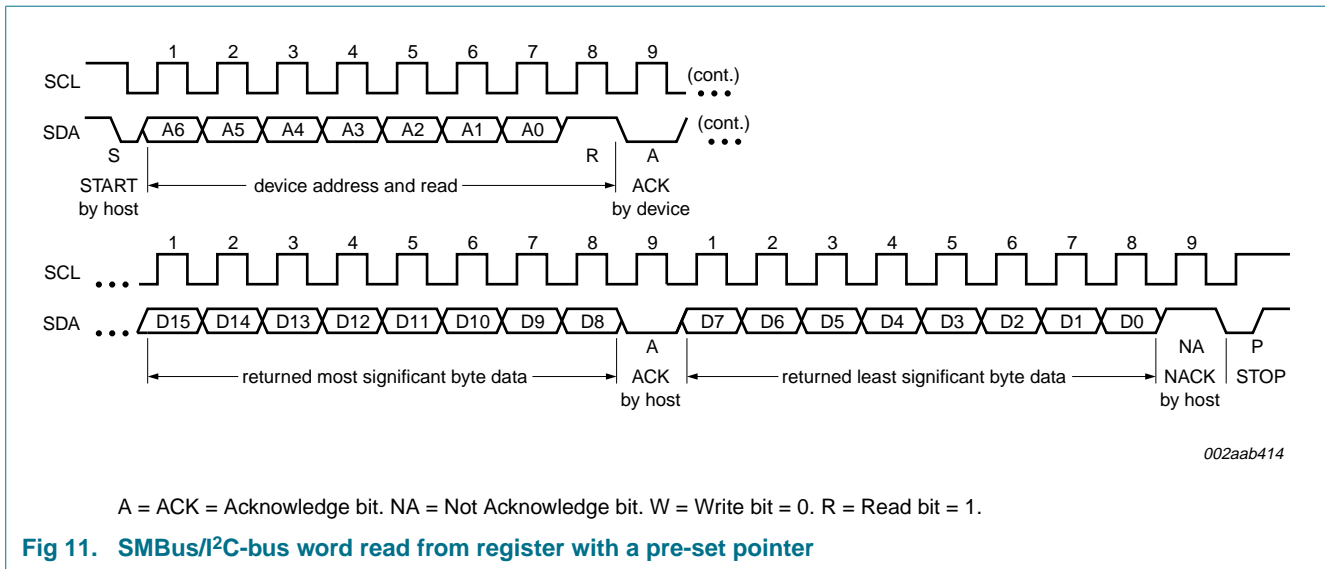 1 2 3 4 5 6 7 8 9
SCL (cont.)
SDA A6 A5 A4 A3 A2 A1 A0 (cont.)
S R A
START device address and read ACK
by host by device
1 2 3 4 5 6 7 8 9 1 2 3 4 5 6 7 8 9
SCL
SDA D15 D14 D13 D12 D11 D10 D9 D8 D7 D6 D5 D4 D3 D2 D1 D0
A NA P
returned most significant byte data ACK returned least significant byte data NACK STOP
by host by host
002aab414
A = ACK = Acknowledge bit. NA = Not Acknowledge bit. W = Write bit = 0. R = Read bit = 1.
Fig 11. SMBus/I²C-bus word read from register with a pre-set pointer